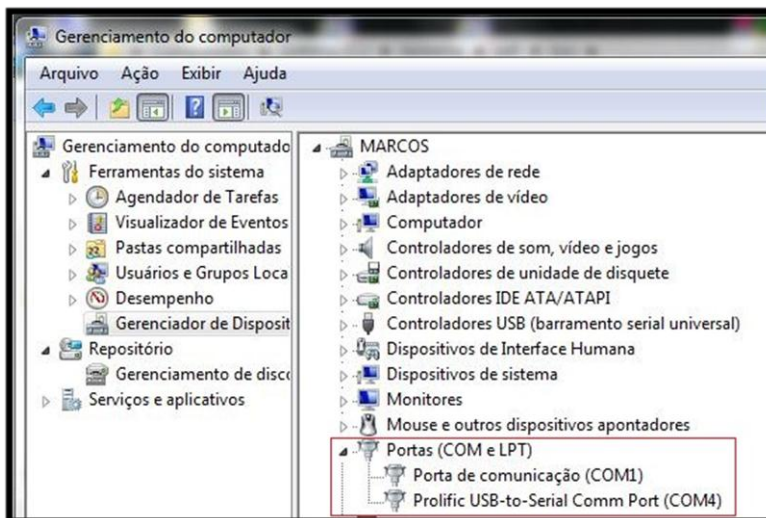 Gerenciamento do computador
Arquivo Ação Exibir Ajuda
Gerenciamento do computado
Ferramentas do sistema
Agendador de Tarefas
Visualizador de Eventos
Pastas compartilhadas
Usuários e Grupos Loca
Desempenho
Gerenciador de Disposit
Repositório
Gerenciamento de disco
Serviços e aplicativos
MARCOS
Adaptadores de rede
Adaptadores de vídeo
Computador
Controladores de som, vídeo e jogos
Controladores de unidade de disquete
Controladores IDE ATA/ATAPI
Controladores USB (barramento serial universal)
Dispositivos de Interface Humana
Dispositivos de sistema
Monitores
Mouse e outros dispositivos apontadores
Portas (COM e LPT)
Porta de comunicação (COM1)
Prolific USB-to-Serial Comm Port (COM4)